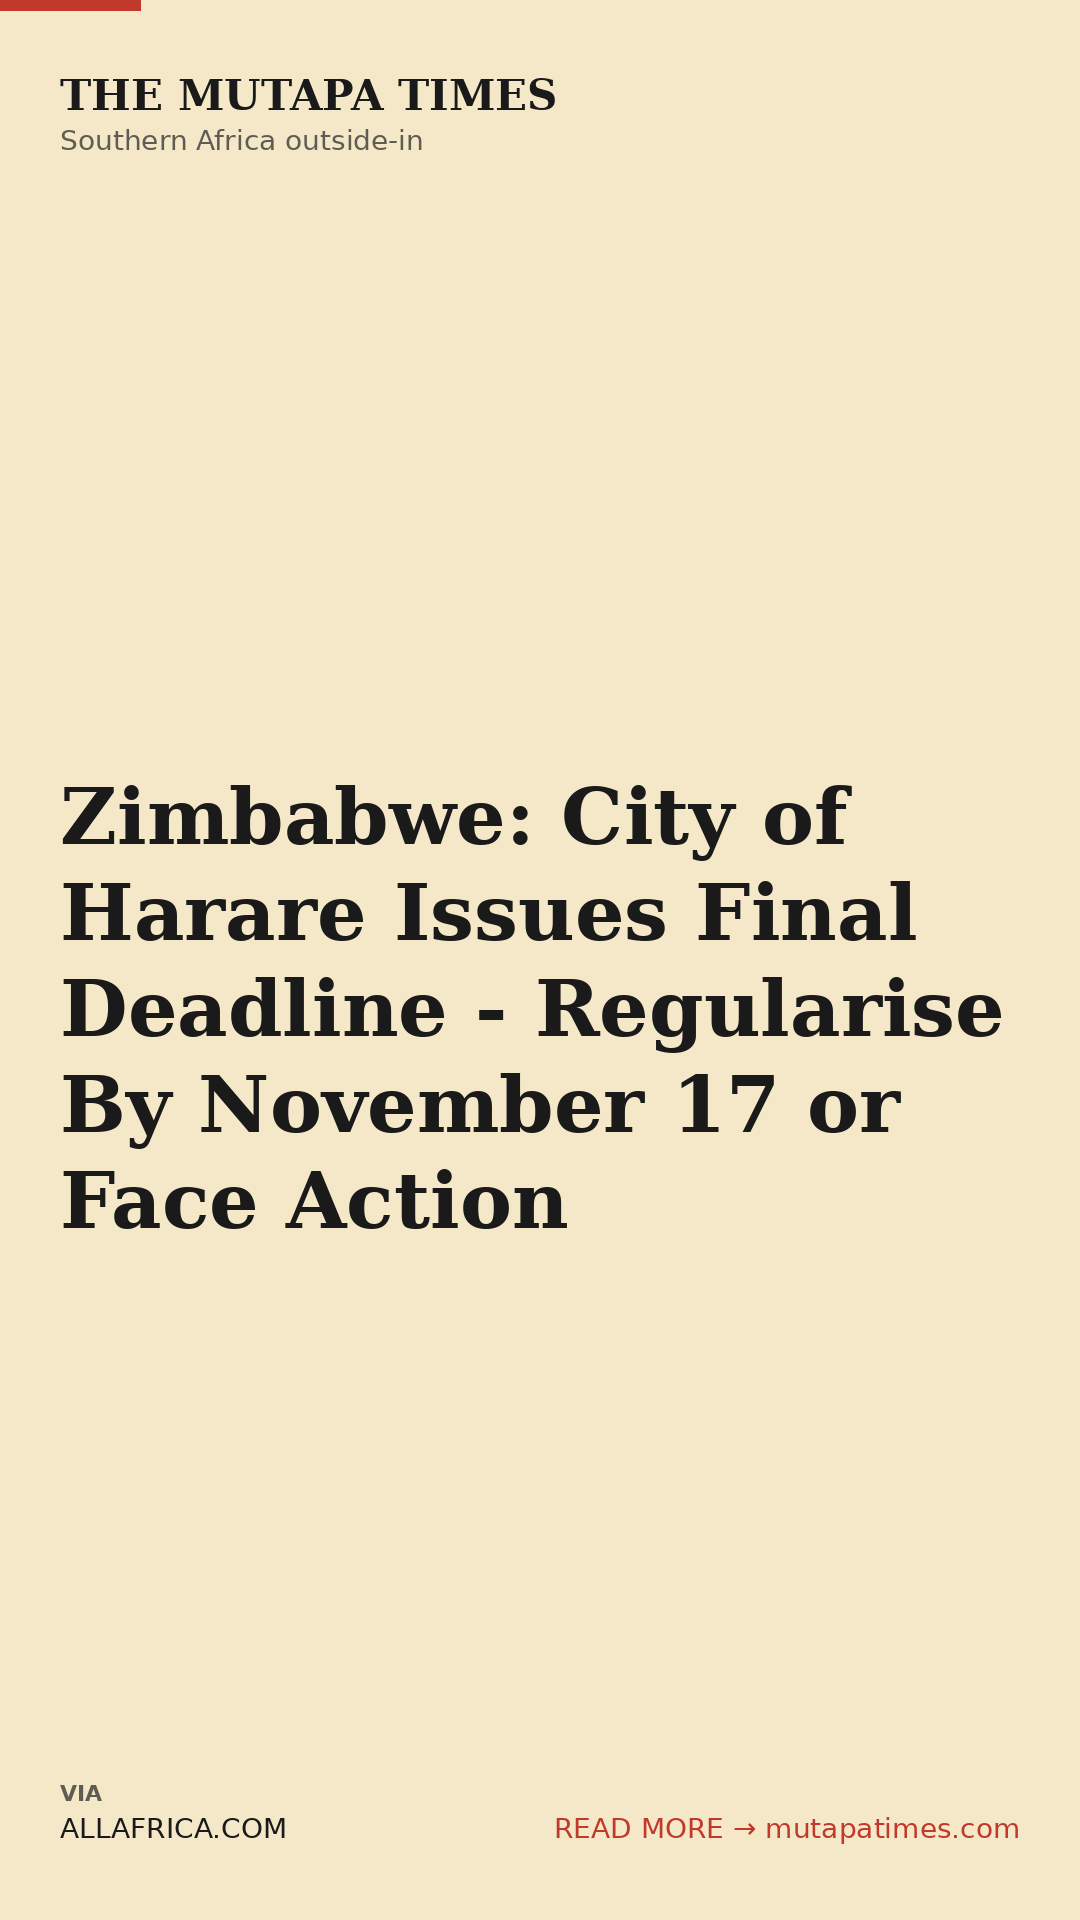 THE MUTAPA TIMES
Southern Africa outside-in
Zimbabwe: City of
Harare Issues Final
Deadline - Regularise
By November 17 or
Face Action
VIA
ALLAFRICA.COM
READ MORE → mutapatimes.com